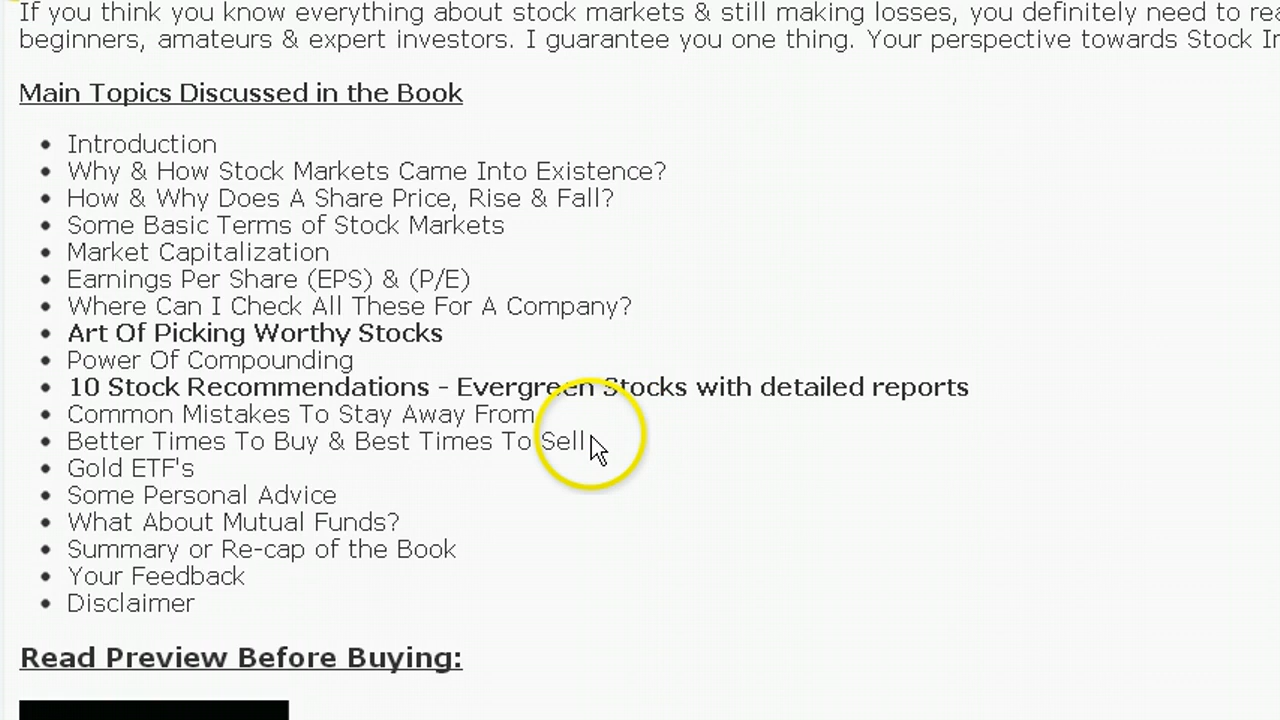 If you think you know everything about stock markets & still making losses, you definitely need to
beginners, amateurs & expert investors. I guarantee you one thing. Your perspective towards Stock
Main Topics Discussed in the Book
Introduction
Why & How Stock Markets Came Into Existence?
How & Why Does A Share Price, Rise & Fall?
Some Basic Terms of Stock Markets
Market Capitalization
Earnings Per Share (EPS) & (P/E)
Where Can I Check All These For A Company?
Art Of Picking Worthy Stocks
Power Of Compounding
10 Stock Recommendations - Evergreen Stocks with detailed reports
Common Mistakes To Stay Away From
Better Times To Buy & Best Times To Sell
Gold ETF's
Some Personal Advice
What About Mutual Funds?
Summary or Re-cap of the Book
Your Feedback
Disclaimer
Read Preview Before Buying: